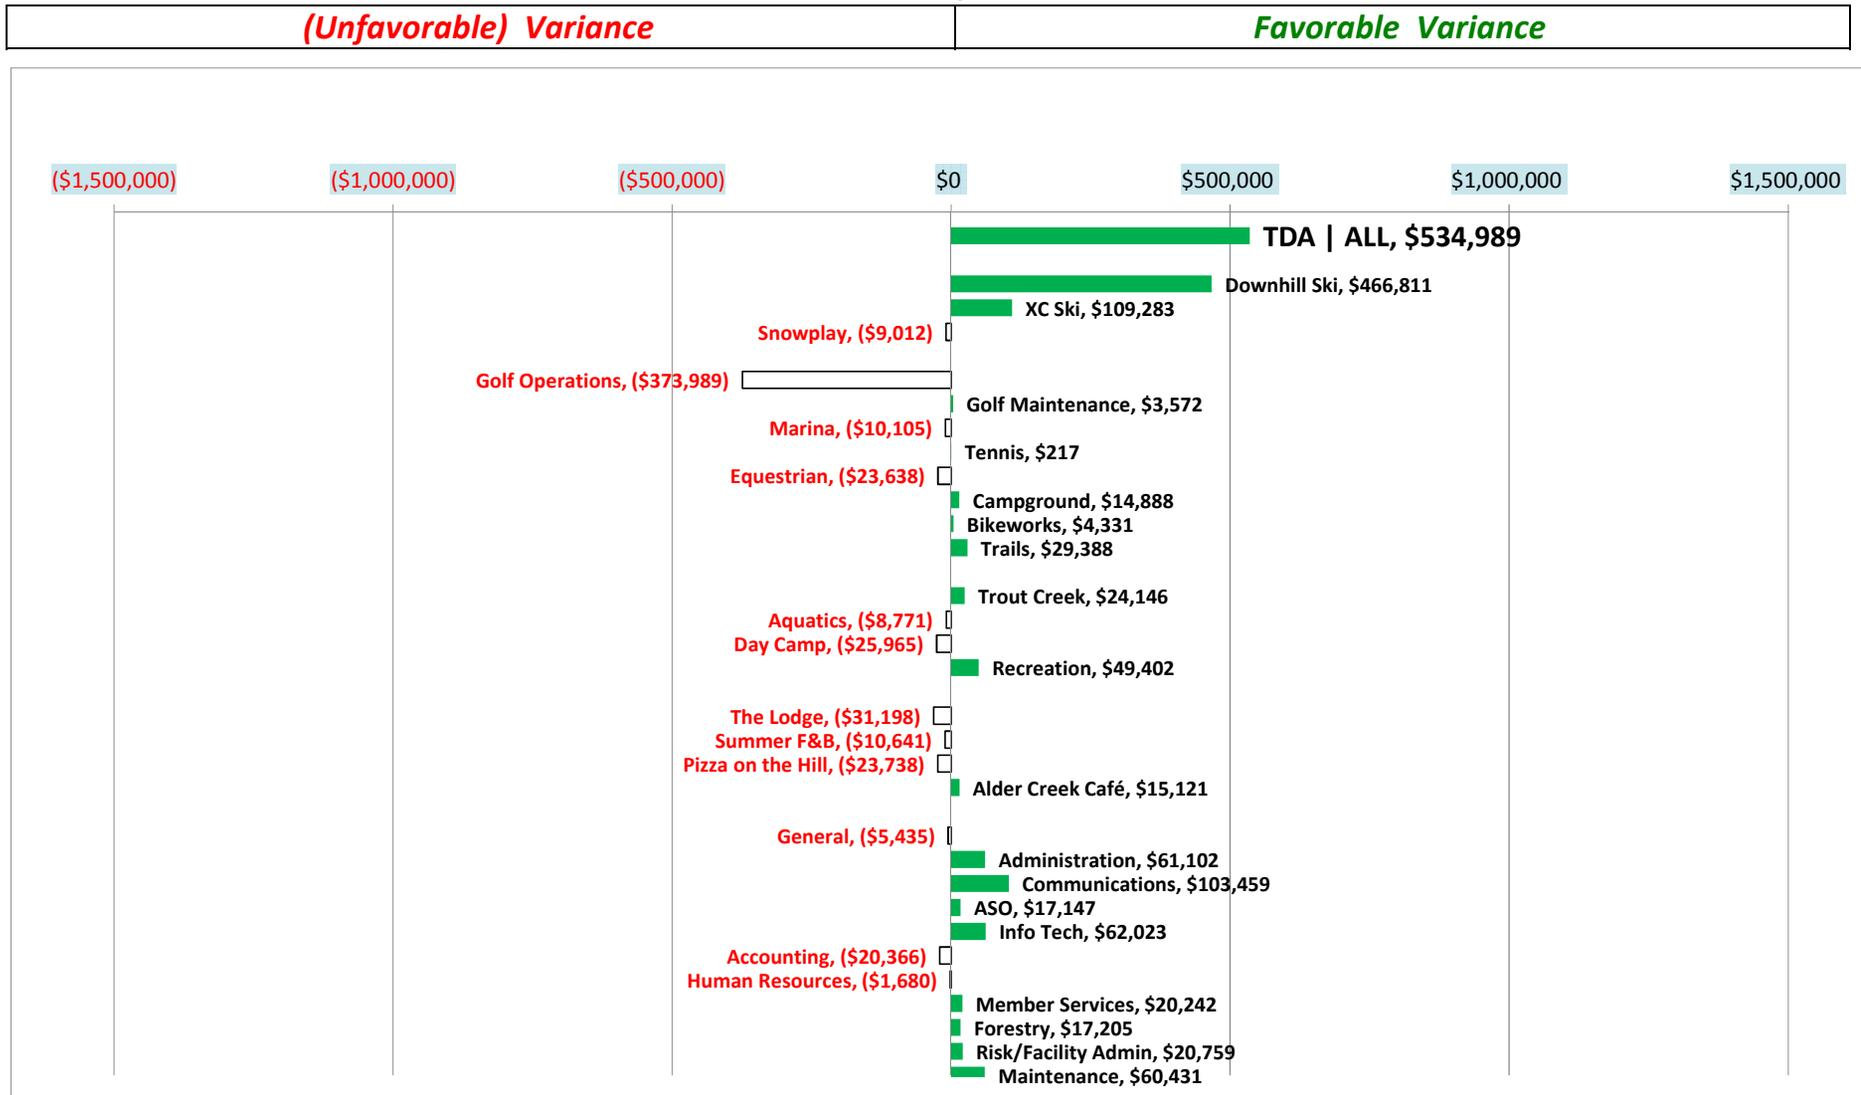 (Unfavorable) Variance
Favorable Variance
($1,500,000) ($1,000,000) ($500,000) $0 $500,000 $1,000,000 $1,500,000
TDA | ALL, $534,989
Downhill Ski, $466,811
XC Ski, $109,283
Snowplay, ($9,012)
Golf Operations, ($373,989)
Golf Maintenance, $3,572
Marina, ($10,105)
Tennis, $217
Equestrian, ($23,638)
Campground, $14,888
Bikeworks, $4,331
Trails, $29,388
Trout Creek, $24,146
Aquatics, ($8,771)
Day Camp, ($25,965)
Recreation, $49,402
The Lodge, ($31,198)
Summer F&B, ($10,641)
Pizza on the Hill, ($23,738)
Alder Creek Café, $15,121
General, ($5,435)
Administration, $61,102
Communications, $103,459
ASO, $17,147
Info Tech, $62,023
Accounting, ($20,366)
Human Resources, ($1,680)
Member Services, $20,242
Forestry, $17,205
Risk/Facility Admin, $20,759
Maintenance, $60,431